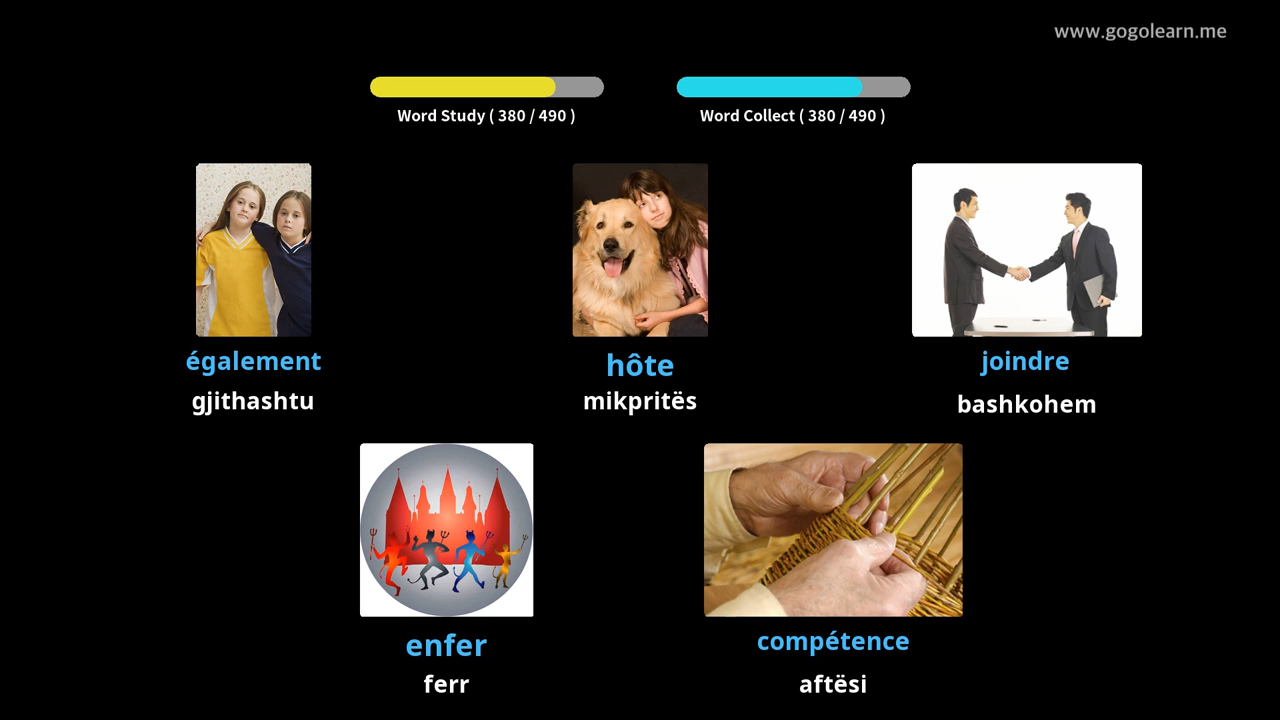 www.gogolearn.me
Word Study ( 380 / 490 )
Word Collect ( 380 / 490 )
également
hôte
joindre
gjithashtu
mikpritës
bashkohem
enfer
compétence
ferr
aftësi